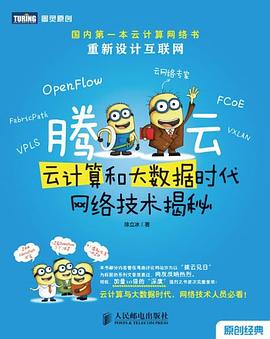 TURING 图灵原创
国内第一本云计算网络书
重新设计互联网
OpenFlow
云网络专家
FabricPath
FCoE
VPLS
VXLAN
腾云
云计算和大数据时代
网络技术揭秘
徐立冰 著
云计算与大数据时代，网络技术人员必看！
人民邮电出版社
POSTS & TELECOM PRESS
原创经典